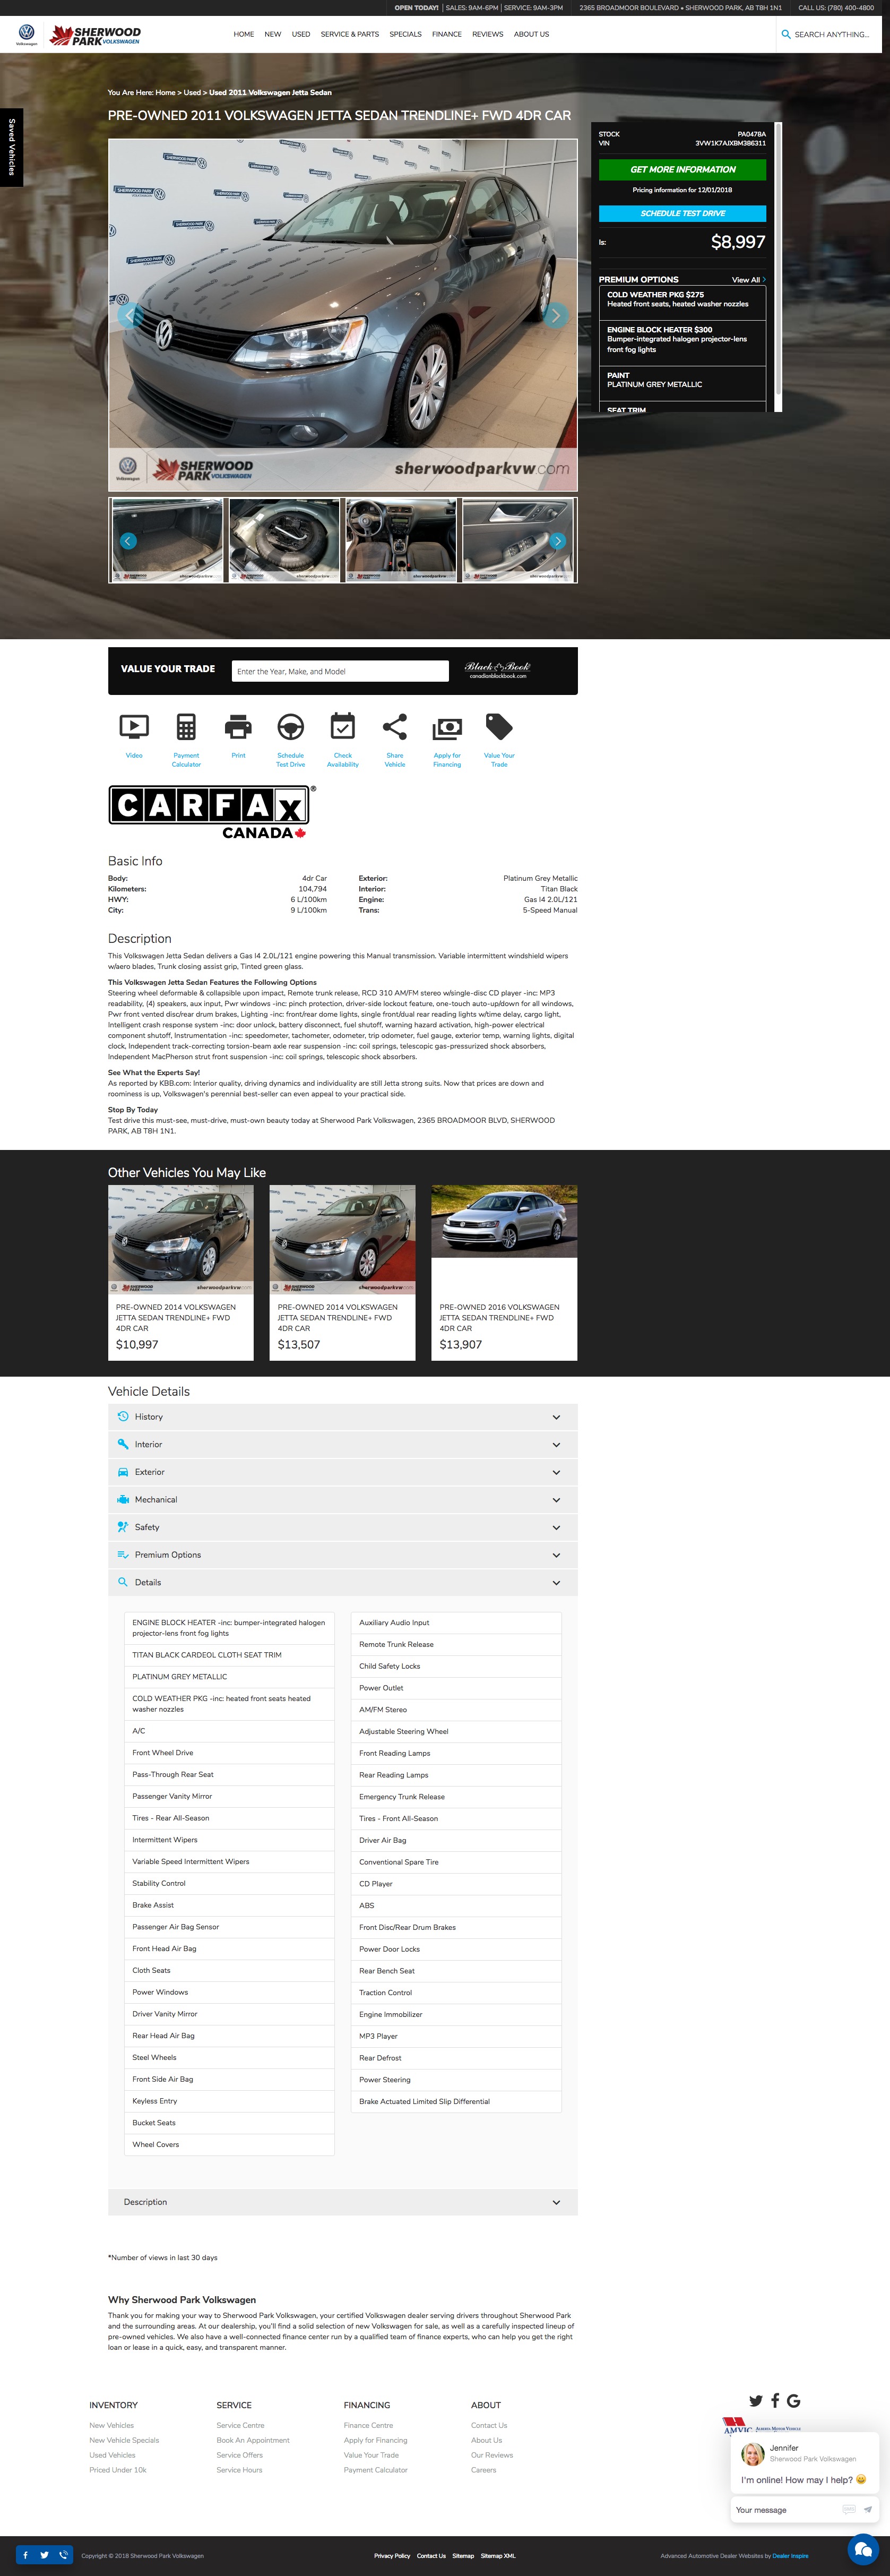 OPEN TODAY! | SALES: 9AM-6PM | SERVICE: 9AM-3PM
2365 BROADMOOR BOULEVARD • SHERWOOD PARK, AB T8H 1N1
CALL US: (780) 400-4800
Volkswagen
SHERWOOD
PARK VOLKSWAGEN
HOME NEW USED SERVICE & PARTS SPECIALS FINANCE REVIEWS ABOUT US
SEARCH ANYTHING...
Saved Vehicles
You Are Here: Home > Used > Used 2011 Volkswagen Jetta Sedan
PRE-OWNED 2011 VOLKSWAGEN JETTA SEDAN TRENDLINE+ FWD 4DR CAR
Volkswagen
SHERWOOD
PARK VOLKSWAGEN
sherwoodparkvw.com
STOCK PA0478A
VIN 3VW1K7AJXBM386311
GET MORE INFORMATION
Pricing information for 12/01/2018
SCHEDULE TEST DRIVE
Is: $8,997
PREMIUM OPTIONS View All
COLD WEATHER PKG $275
Heated front seats, heated washer nozzles
ENGINE BLOCK HEATER $300
Bumper-integrated halogen projector-lens
front fog lights
PAINT
PLATINUM GREY METALLIC
SEAT TRIM
VALUE YOUR TRADE
Enter the Year, Make, and Model
Black Book
canadianblackbook.com
Video
Payment
Calculator
Print
Schedule
Test Drive
Check
Availability
Share
Vehicle
Apply for
Financing
Value Your
Trade
CARFAX®
CANADA
Basic Info
Body: 4dr Car
Kilometers: 104,794
HWY: 6 L/100km
City: 9 L/100km
Exterior: Platinum Grey Metallic
Interior: Titan Black
Engine: Gas I4 2.0L/121
Trans: 5-Speed Manual
Description
This Volkswagen Jetta Sedan delivers a Gas I4 2.0L/121 engine powering this Manual transmission. Variable intermittent windshield wipers
w/aero blades, Trunk closing assist grip, Tinted green glass.
This Volkswagen Jetta Sedan Features the Following Options
Steering wheel deformable & collapsible upon impact, Remote trunk release, RCD 310 AM/FM stereo w/single-disc CD player -inc: MP3
readability, (4) speakers, aux input, Pwr windows -inc: pinch protection, driver-side lockout feature, one-touch auto-up/down for all windows,
Pwr front vented disc/rear drum brakes, Lighting -inc: front/rear dome lights, single front/dual rear reading lights w/time delay, cargo light,
Intelligent crash response system -inc: door unlock, battery disconnect, fuel shutoff, warning hazard activation, high-power electrical
component shutoff, Instrumentation -inc: speedometer, tachometer, odometer, trip odometer, fuel gauge, exterior temp, warning lights, digital
clock, Independent track-correcting torsion-beam axle rear suspension -inc: coil springs, telescopic gas-pressurized shock absorbers,
Independent MacPherson strut front suspension -inc: coil springs, telescopic shock absorbers.
See What the Experts Say!
As reported by KBB.com: Interior quality, driving dynamics and individuality are still Jetta strong suits. Now that prices are down and
roominess is up, Volkswagen's perennial best-seller can even appeal to your practical side.
Stop By Today
Test drive this must-see, must-drive, must-own beauty today at Sherwood Park Volkswagen, 2365 BROADMOOR BLVD, SHERWOOD
PARK, AB T8H 1N1.
Other Vehicles You May Like
PRE-OWNED 2014 VOLKSWAGEN
JETTA SEDAN TRENDLINE+ FWD
4DR CAR
$10,997
PRE-OWNED 2014 VOLKSWAGEN
JETTA SEDAN TRENDLINE+ FWD
4DR CAR
$13,507
PRE-OWNED 2016 VOLKSWAGEN
JETTA SEDAN TRENDLINE+ FWD
4DR CAR
$13,907
Vehicle Details
History
Interior
Exterior
Mechanical
Safety
Premium Options
Details
ENGINE BLOCK HEATER -inc: bumper-integrated halogen
projector-lens front fog lights
TITAN BLACK CARDEOL CLOTH SEAT TRIM
PLATINUM GREY METALLIC
COLD WEATHER PKG -inc: heated front seats heated
washer nozzles
A/C
Front Wheel Drive
Pass-Through Rear Seat
Passenger Vanity Mirror
Tires - Rear All-Season
Intermittent Wipers
Variable Speed Intermittent Wipers
Stability Control
Brake Assist
Passenger Air Bag Sensor
Front Head Air Bag
Cloth Seats
Power Windows
Driver Vanity Mirror
Rear Head Air Bag
Steel Wheels
Front Side Air Bag
Keyless Entry
Bucket Seats
Wheel Covers
Auxiliary Audio Input
Remote Trunk Release
Child Safety Locks
Power Outlet
AM/FM Stereo
Adjustable Steering Wheel
Front Reading Lamps
Rear Reading Lamps
Emergency Trunk Release
Tires - Front All-Season
Driver Air Bag
Conventional Spare Tire
CD Player
ABS
Front Disc/Rear Drum Brakes
Power Door Locks
Rear Bench Seat
Traction Control
Engine Immobilizer
MP3 Player
Rear Defrost
Power Steering
Brake Actuated Limited Slip Differential
Description
*Number of views in last 30 days
Why Sherwood Park Volkswagen
Thank you for making your way to Sherwood Park Volkswagen, your certified Volkswagen dealer serving drivers throughout Sherwood Park
and the surrounding areas. At our dealership, you'll find a solid selection of new Volkswagen for sale, as well as a carefully inspected lineup of
pre-owned vehicles. We also have a well-connected finance center run by a qualified team of finance experts, who can help you get the right
loan or lease in a quick, easy, and transparent manner.
INVENTORY
New Vehicles
New Vehicle Specials
Used Vehicles
Priced Under 10k
SERVICE
Service Centre
Book An Appointment
Service Offers
Service Hours
FINANCING
Finance Centre
Apply for Financing
Value Your Trade
Payment Calculator
ABOUT
Contact Us
About Us
Our Reviews
Careers
AMVIC
Jennifer
Sherwood Park Volkswagen
I'm online! How may I help?
Your message
Copyright © 2018 Sherwood Park Volkswagen
Privacy Policy Contact Us Sitemap Sitemap XML
Advanced Automotive Dealer Websites by Dealer Inspire